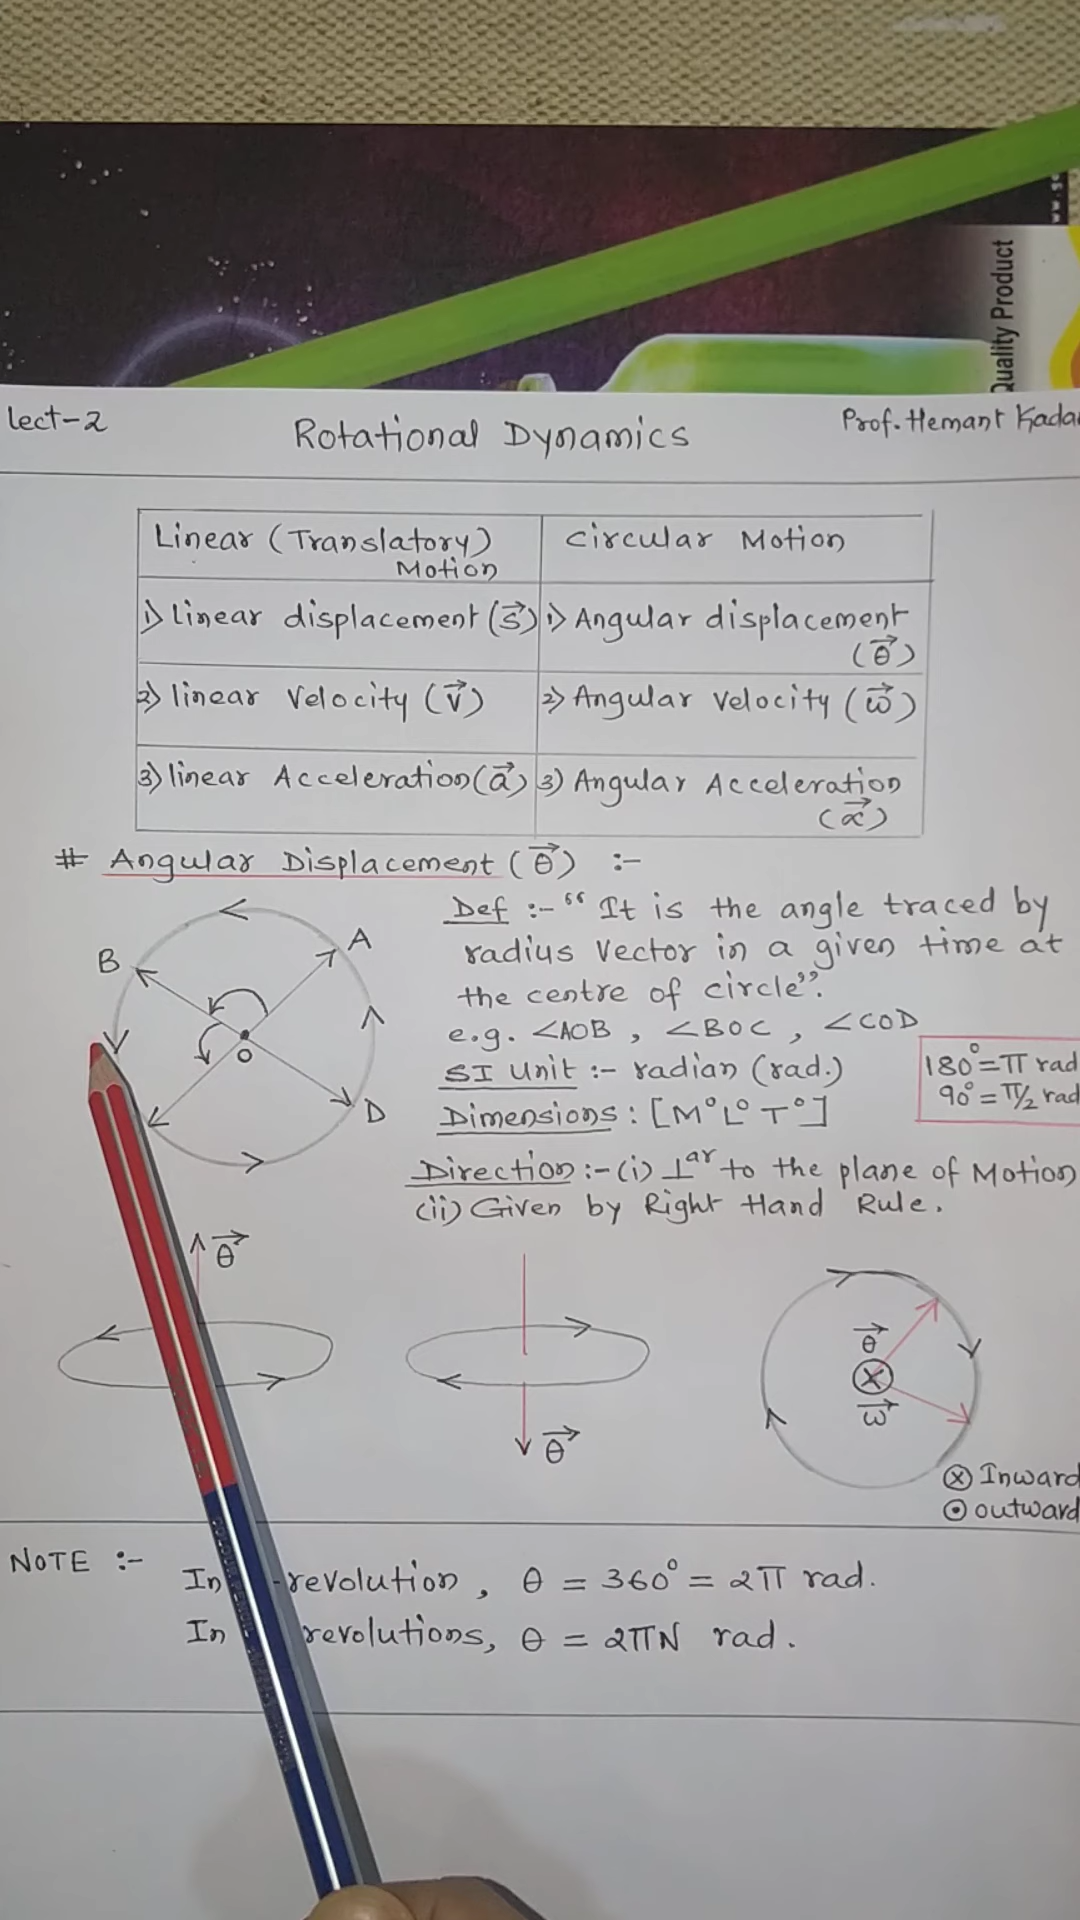 Quality Product
Lect-2
Rotational Dynamics
Prof. Hemant Kada
Linear (Translatory) Motion
Circular Motion
1) Linear displacement (s⃗)
1) Angular displacement (θ⃗)
2) Linear Velocity (v⃗)
2) Angular Velocity (ω⃗)
3) Linear Acceleration (a⃗)
3) Angular Acceleration (α⃗)
# Angular Displacement (θ⃗) :-
B
A
O
D
Def :- “It is the angle traced by
radius vector in a given time at
the centre of circle”.
e.g. ∠AOB , ∠BOC , ∠COD
SI Unit :- radian (rad.)
180° = π rad
90° = π/2 rad
Dimensions : [M° L° T°]
Direction :- (i) ⊥ar to the plane of Motion
(ii) Given by Right Hand Rule.
θ⃗
θ⃗
θ⃗
ω⃗
⊗ Inward
⊙ outward
NOTE :-
In revolution , θ = 360° = 2π rad.
In revolutions, θ = 2πN rad.